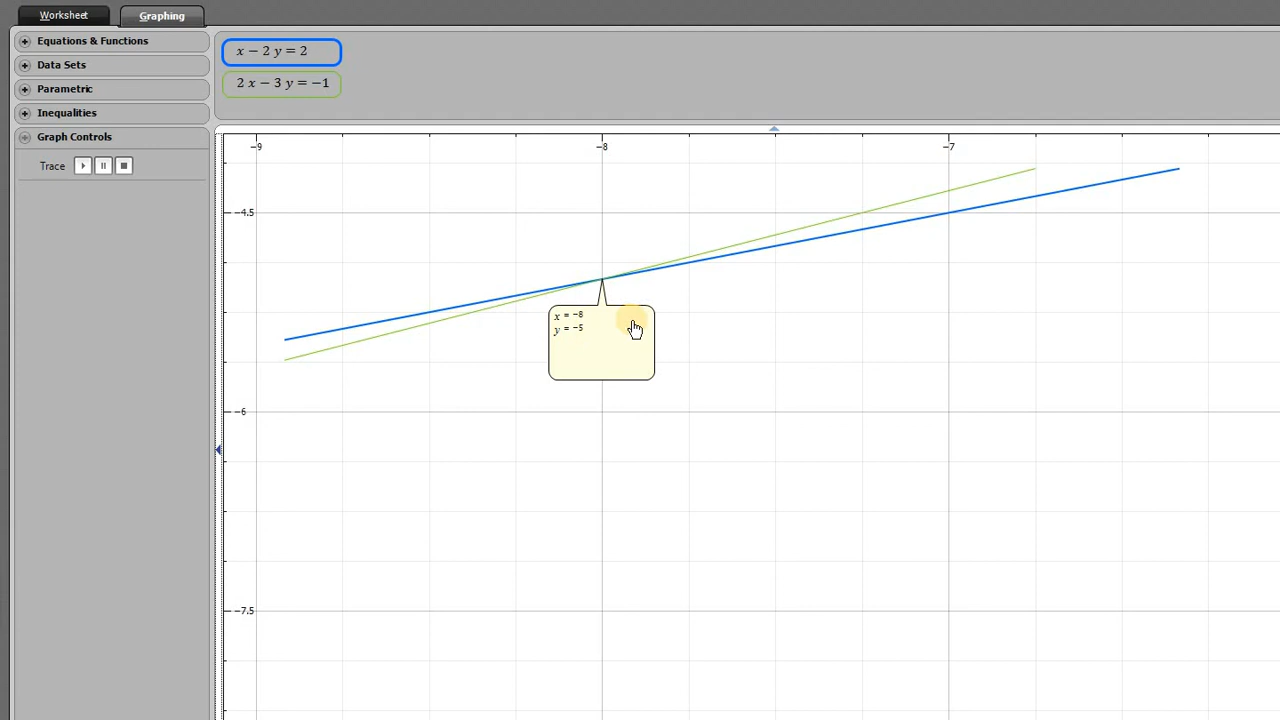 Worksheet
Graphing
Equations & Functions
Data Sets
Parametric
Inequalities
Graph Controls
Trace
x − 2 y = 2
2 x − 3 y = −1
−9
−8
−7
−4.5
−6
−7.5
x = −8
y = −5